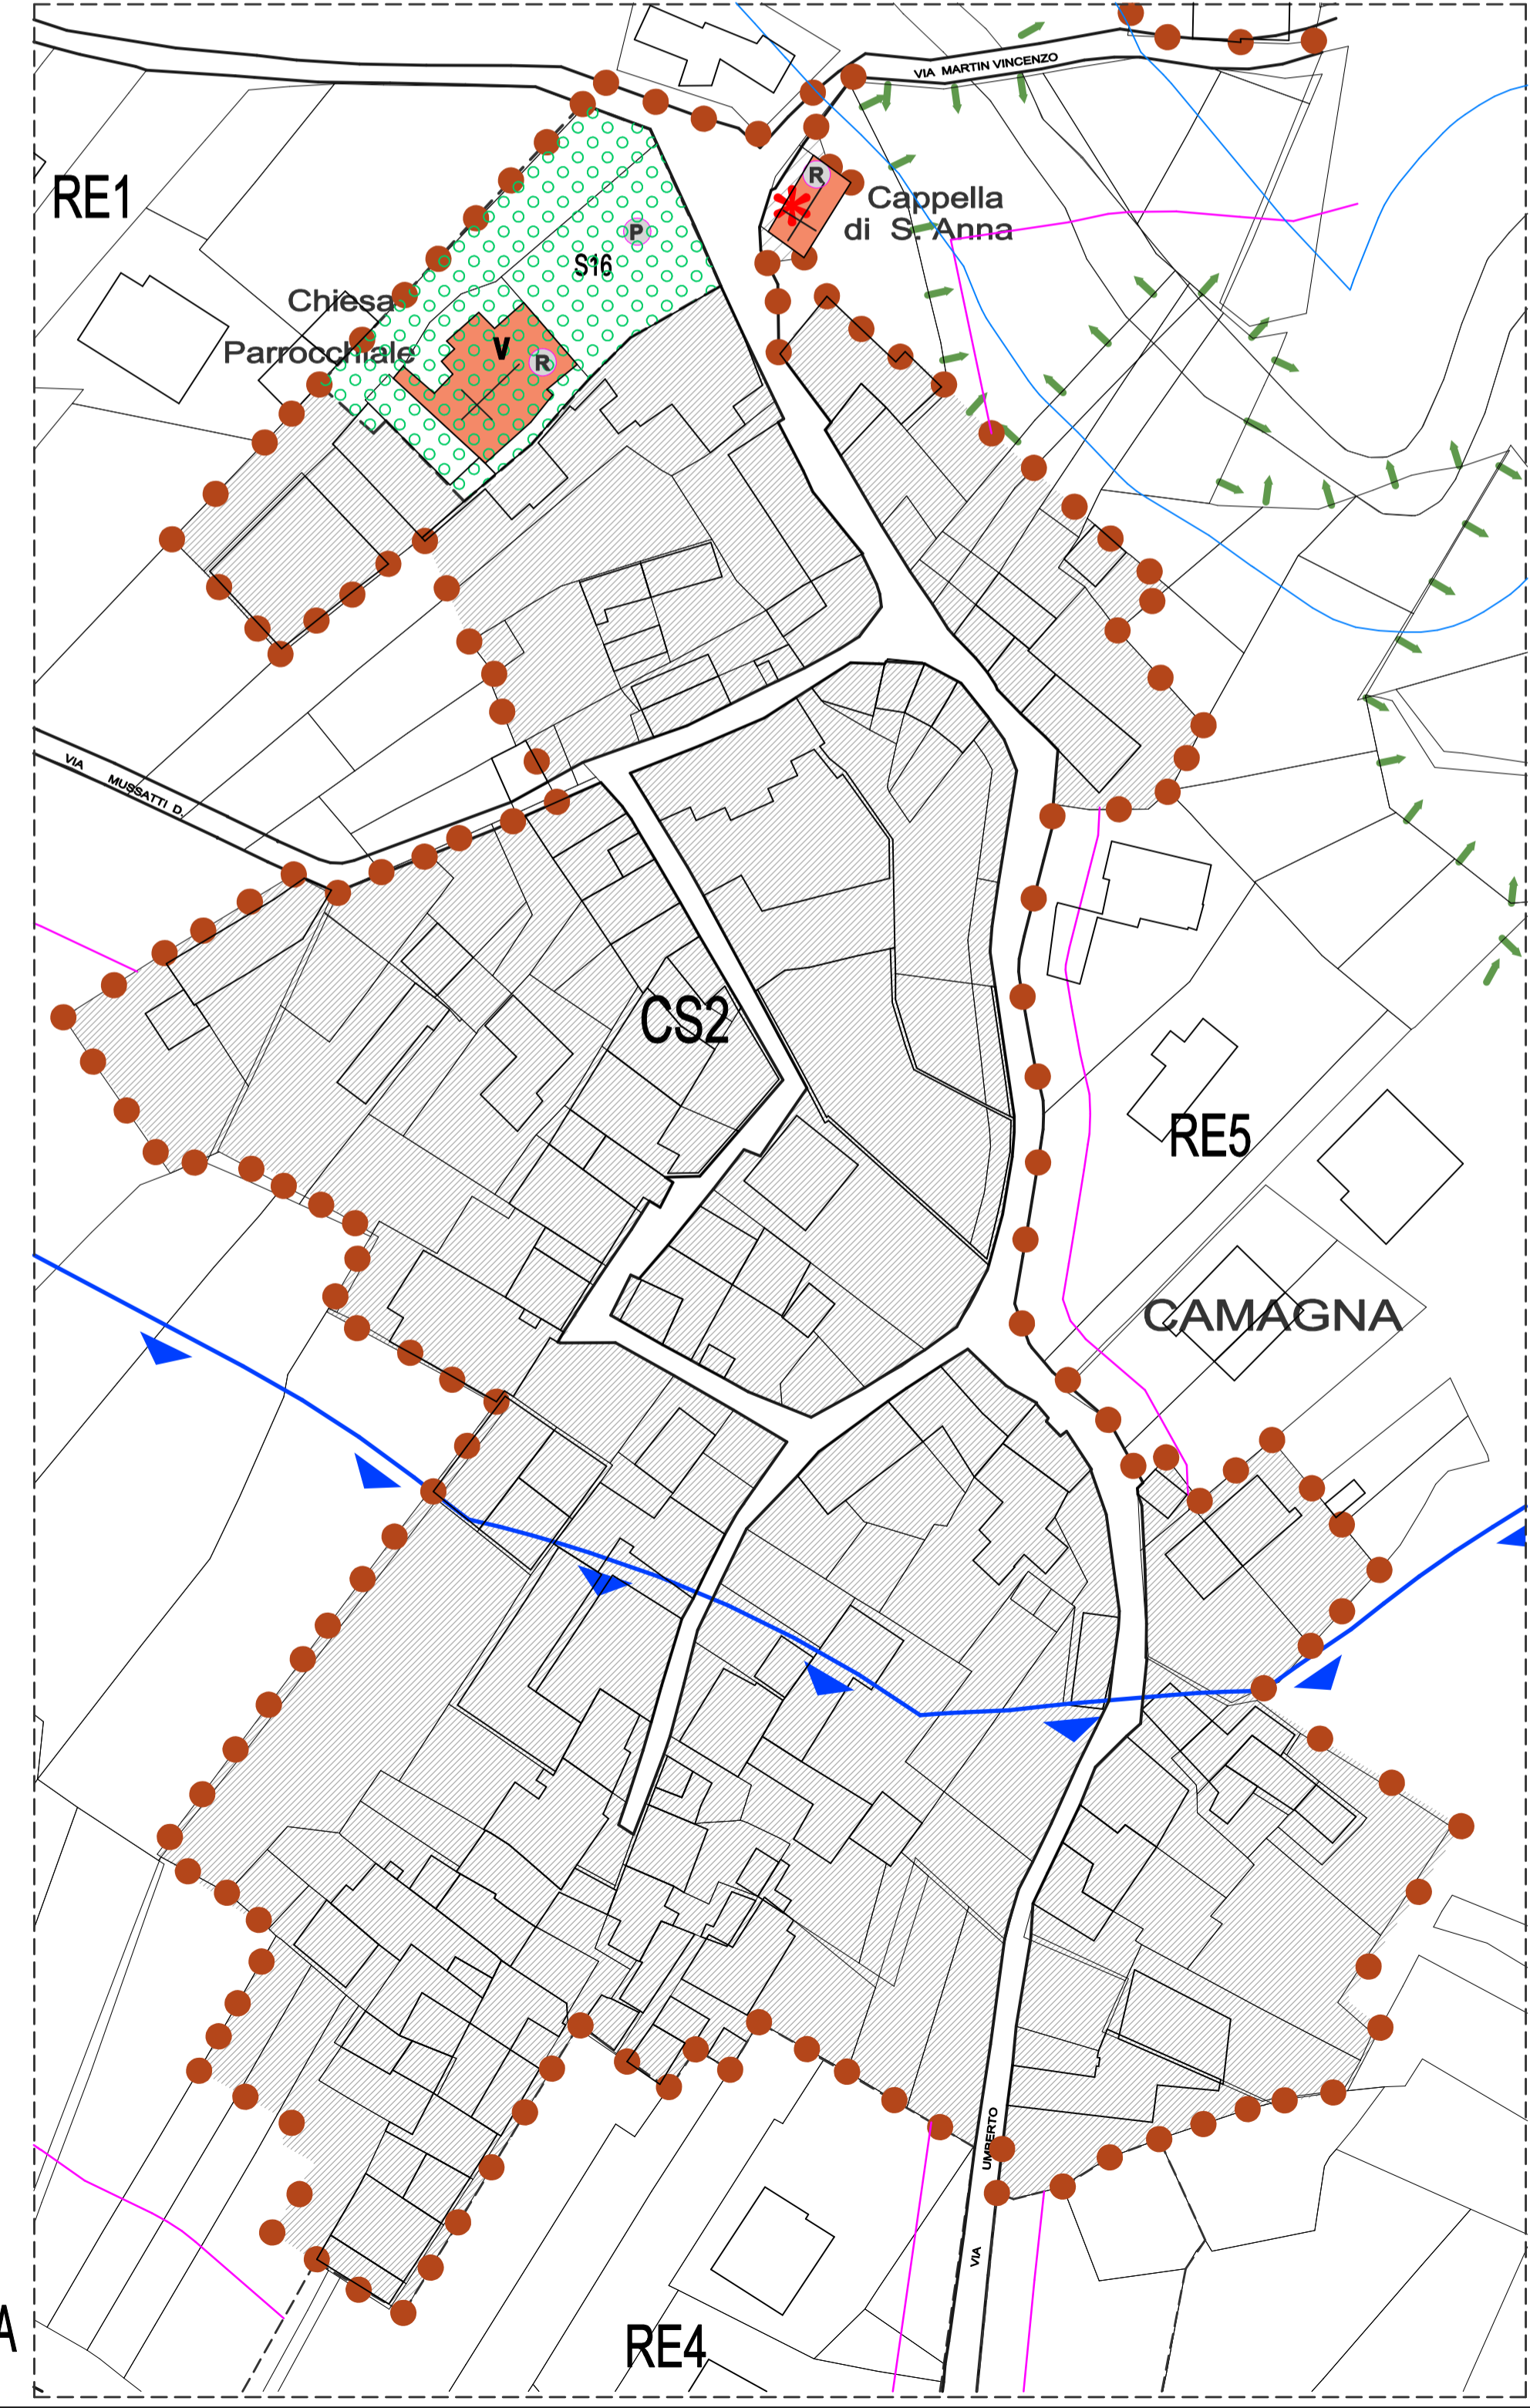 VIA MARTIN VINCENZO
RE1
R
Cappella
di S. Anna
P
S16
Chiesa
Parrocchiale
V
R
VIA MUSSATTI D.
CS2
RE5
CAMAGNA
VIA UMBERTO
RE4
A